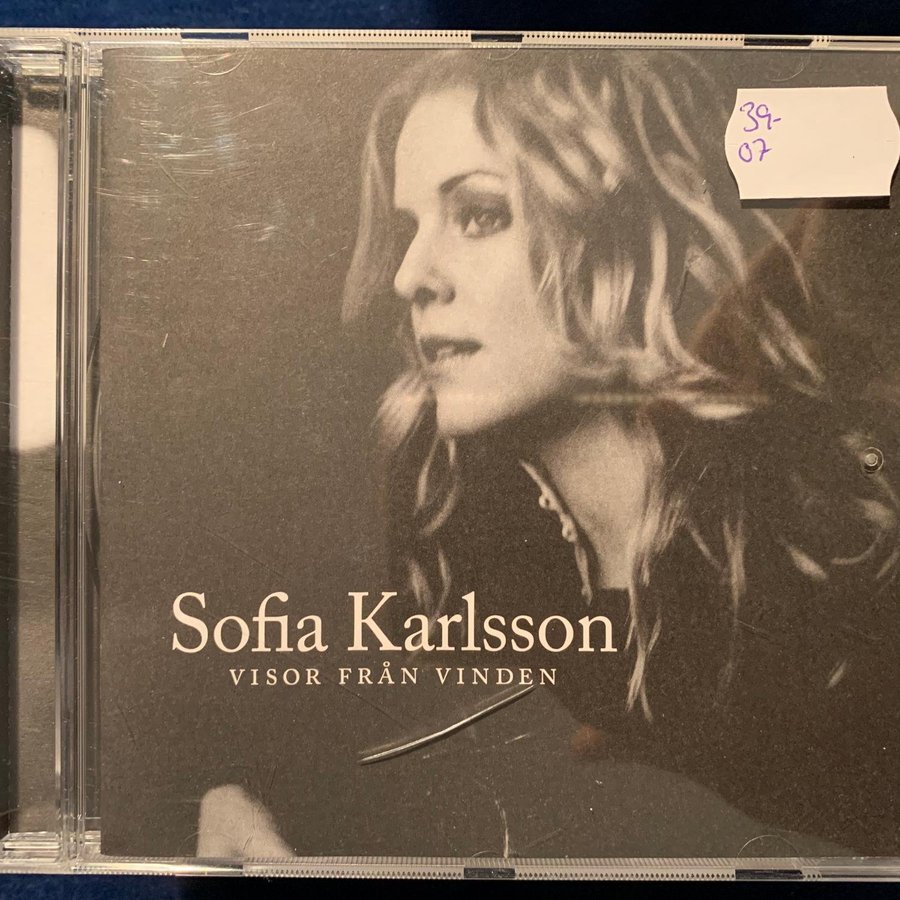 39-
07
Sofia Karlsson
VISOR FRÅN VINDEN